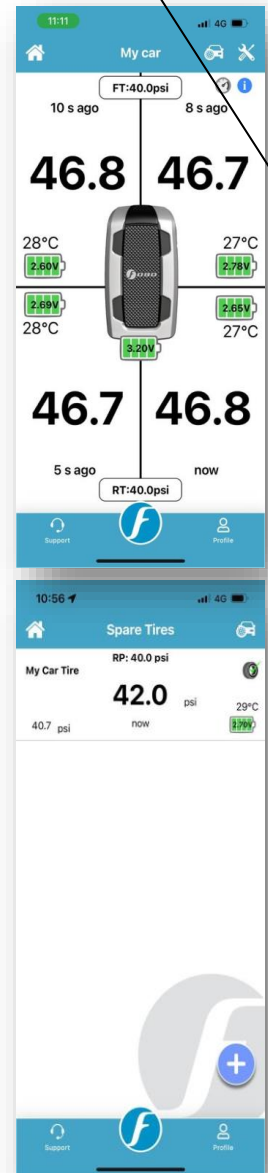 11:11 4G
My car
FT:40.0psi
10 s ago 8 s ago
46.8 46.7
28°C 27°C
2.60V 2.78V
FOBO
2.69V 2.65V
28°C 27°C
3.20V
46.7 46.8
5 s ago now
RT:40.0psi
Support f Profile
10:56 4G
Spare Tires
RP: 40.0 psi
My Car Tire
42.0 psi 29°C
40.7 psi now 2.79V
Support f Profile